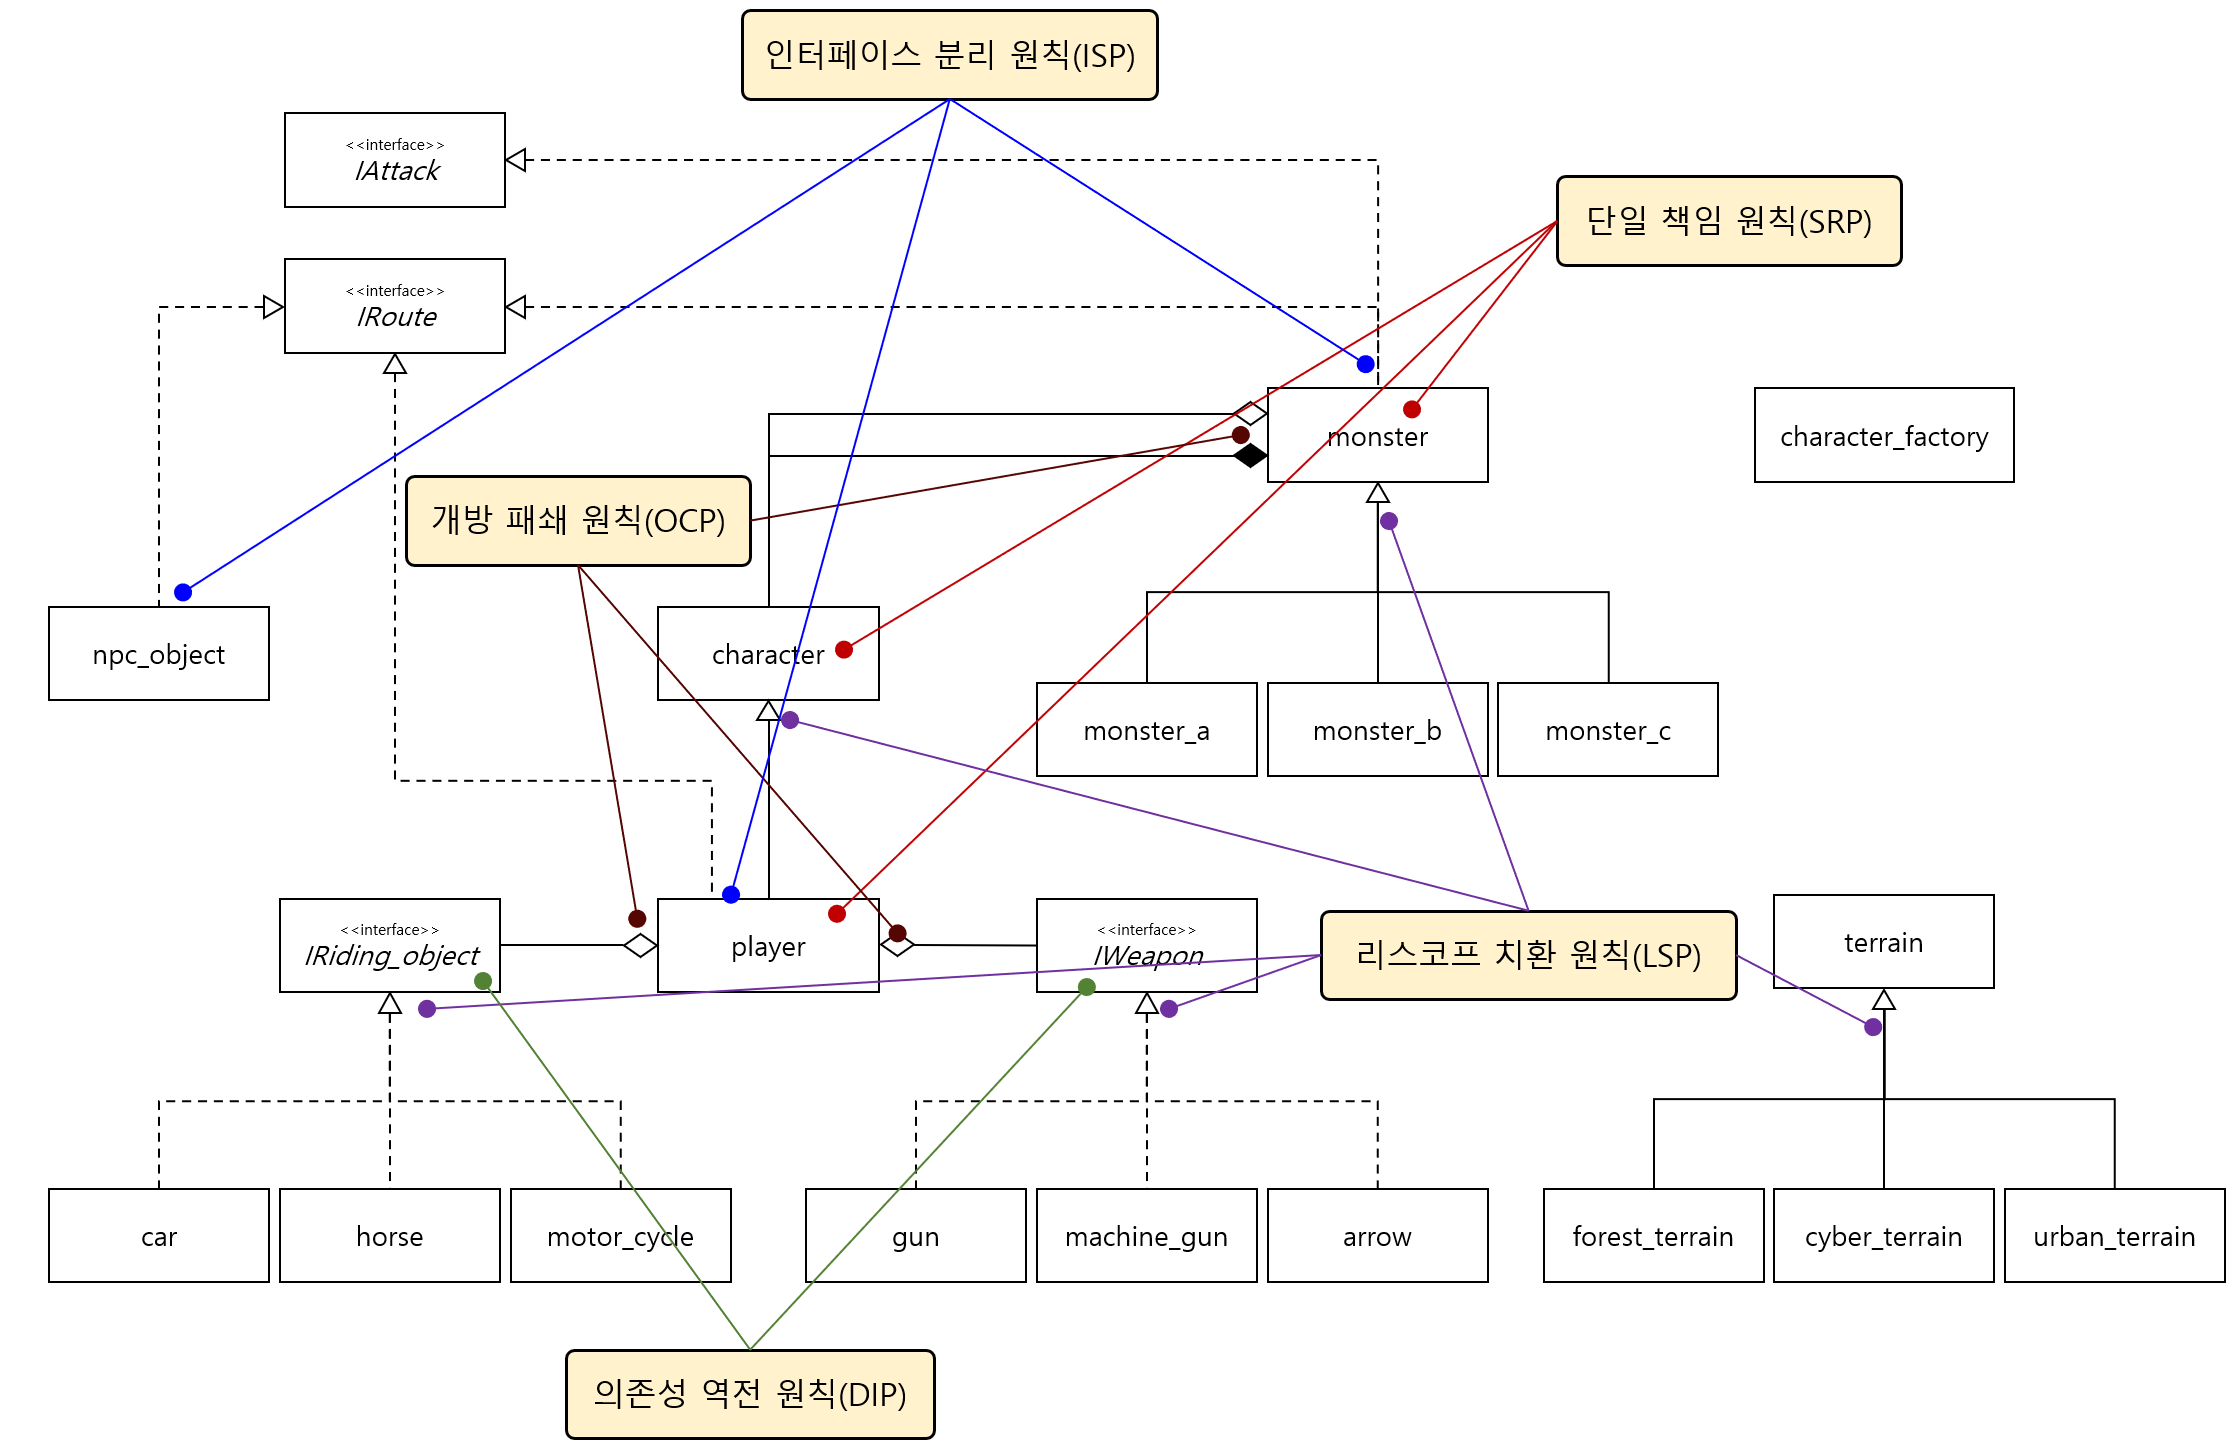 인터페이스 분리 원칙(ISP)
<<interface>>
IAttack
단일 책임 원칙(SRP)
<<interface>>
IRoute
monster
character_factory
개방 패쇄 원칙(OCP)
npc_object
character
monster_a
monster_b
monster_c
<<interface>>
IRiding_object
player
<<interface>>
IWeapon
리스코프 치환 원칙(LSP)
terrain
car
horse
motor_cycle
gun
machine_gun
arrow
forest_terrain
cyber_terrain
urban_terrain
의존성 역전 원칙(DIP)